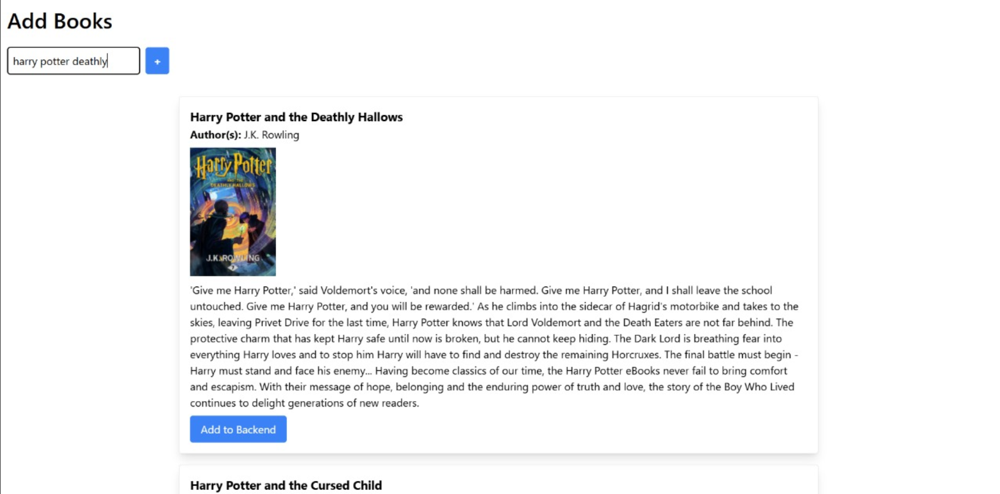 Add Books
harry potter deathly
+
Harry Potter and the Deathly Hallows
Author(s): J.K. Rowling
Harry Potter
AND THE
DEATHLY HALLOWS
J.K. ROWLING
'Give me Harry Potter,' said Voldemort's voice, 'and none shall be harmed. Give me Harry Potter, and I shall leave the school
untouched. Give me Harry Potter, and you will be rewarded.' As he climbs into the sidecar of Hagrid's motorbike and takes to the
skies, leaving Privet Drive for the last time, Harry Potter knows that Lord Voldemort and the Death Eaters are not far behind. The
protective charm that has kept Harry safe until now is broken, but he cannot keep hiding. The Dark Lord is breathing fear into
everything Harry loves and to stop him Harry will have to find and destroy the remaining Horcruxes. The final battle must begin -
Harry must stand and face his enemy... Having become classics of our time, the Harry Potter eBooks never fail to bring comfort
and escapism. With their message of hope, belonging and the enduring power of truth and love, the story of the Boy Who Lived
continues to delight generations of new readers.
Add to Backend
Harry Potter and the Cursed Child